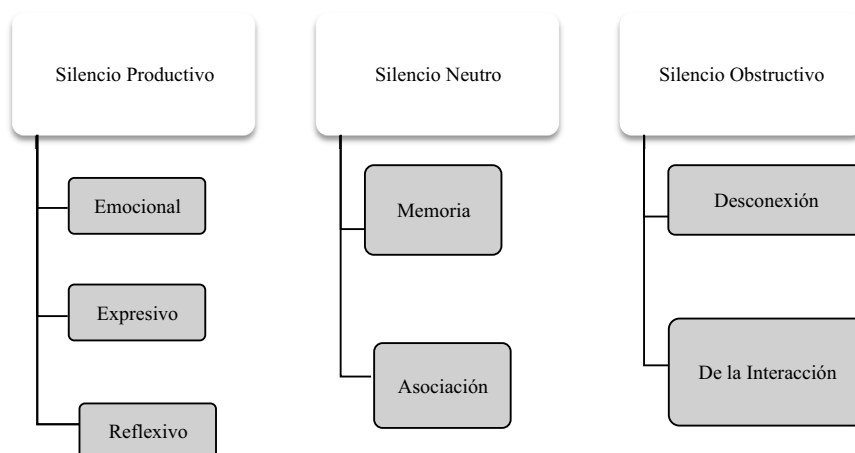 Silencio Productivo
Emocional
Expresivo
Reflexivo
Silencio Neutro
Memoria
Asociación
Silencio Obstructivo
Desconexión
De la Interacción